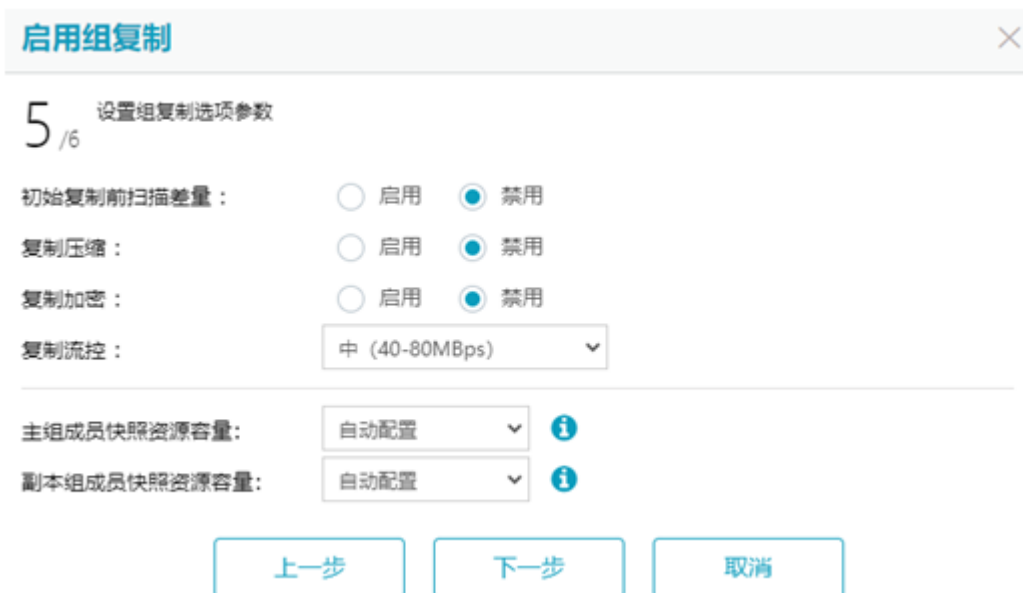 启用组复制
5/6 设置组复制选项参数
初始复制前扫描差量： 启用 禁用
复制压缩： 启用 禁用
复制加密： 启用 禁用
复制流控： 中（40-80MBps）
主组成员快照资源容量: 自动配置
副本组成员快照资源容量: 自动配置
上一步 下一步 取消